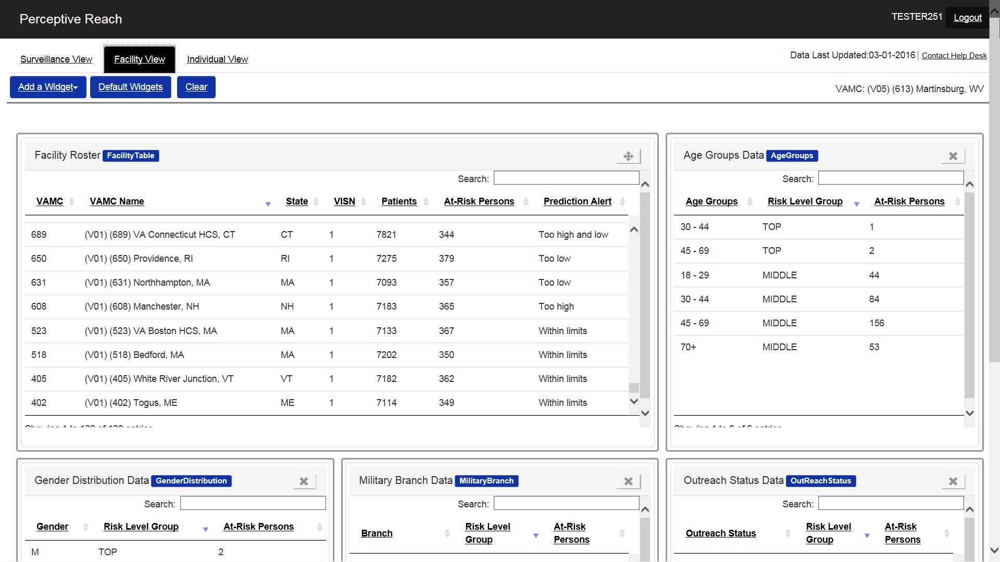 Perceptive Reach
TESTER251 Logout
Surveillance View Facility View Individual View
Data Last Updated:03-01-2016 | Contact Help Desk
Add a Widget Default Widgets Clear
VAMC: (V05) (613) Martinsburg, WV
Facility Roster FacilityTable
Search:
VAMC VAMC Name State VISN Patients At-Risk Persons Prediction Alert
689 (V01) (689) VA Connecticut HCS, CT CT 1 7821 344 Too high and low
650 (V01) (650) Providence, RI RI 1 7275 379 Too low
631 (V01) (631) Northhampton, MA MA 1 7093 357 Too low
608 (V01) (608) Manchester, NH NH 1 7183 365 Too high
523 (V01) (523) VA Boston HCS, MA MA 1 7133 367 Within limits
518 (V01) (518) Bedford, MA MA 1 7202 350 Within limits
405 (V01) (405) White River Junction, VT VT 1 7182 362 Within limits
402 (V01) (402) Togus, ME ME 1 7114 349 Within limits
Age Groups Data AgeGroups
Search:
Age Groups Risk Level Group At-Risk Persons
30 - 44 TOP 1
45 - 69 TOP 2
18 - 29 MIDDLE 44
30 - 44 MIDDLE 84
45 - 69 MIDDLE 156
70+ MIDDLE 53
Showing 1 to 6 of 6 entries
Gender Distribution Data GenderDistribution
Search:
Gender Risk Level Group At-Risk Persons
M TOP 2
Military Branch Data MilitaryBranch
Search:
Branch Risk Level Group At-Risk Persons
Outreach Status Data OutReachStatus
Search:
Outreach Status Risk Level Group At-Risk Persons